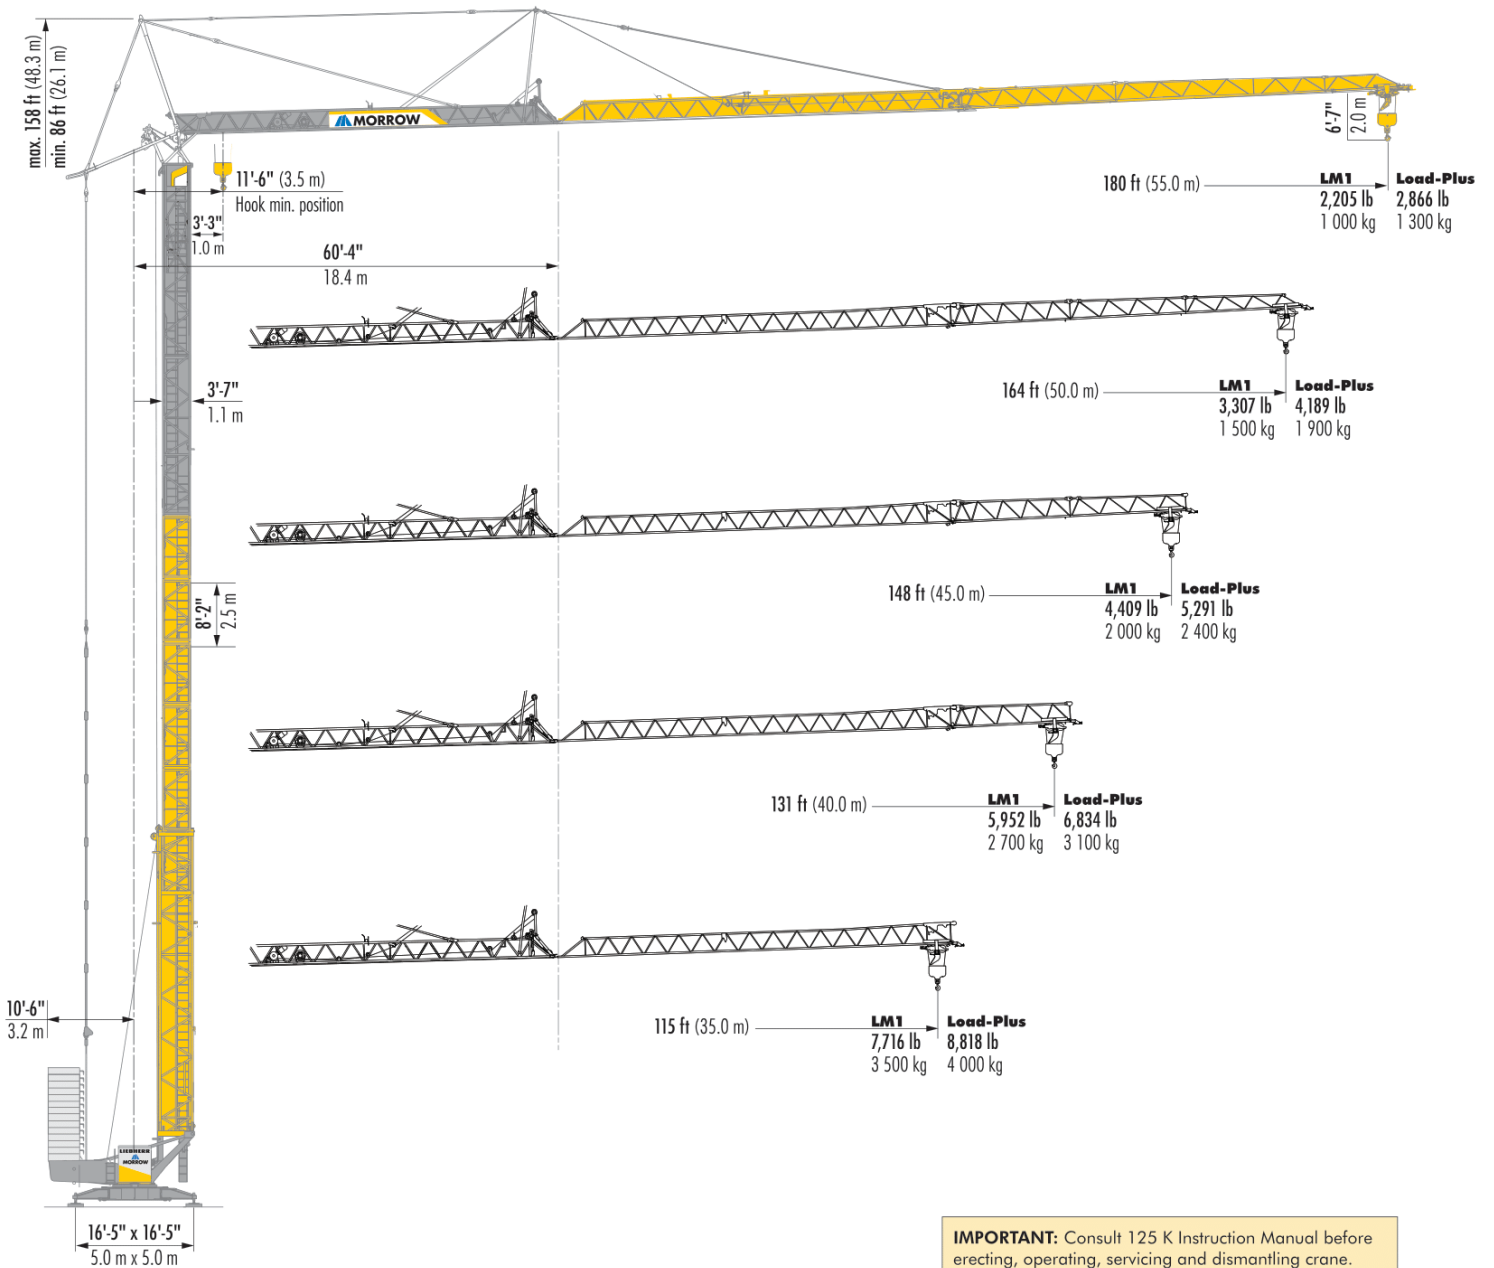 max. 158 ft (48.3 m)
min. 86 ft (26.1 m)
MORROW
6'-7"
2.0 m
11'-6" (3.5 m)
Hook min. position
3'-3"
1.0 m
180 ft (55.0 m)
LM1 Load-Plus
2,205 lb 2,866 lb
1 000 kg 1 300 kg
60'-4"
18.4 m
3'-7"
1.1 m
164 ft (50.0 m)
LM1 Load-Plus
3,307 lb 4,189 lb
1 500 kg 1 900 kg
8'-2"
2.5 m
148 ft (45.0 m)
LM1 Load-Plus
4,409 lb 5,291 lb
2 000 kg 2 400 kg
131 ft (40.0 m)
LM1 Load-Plus
5,952 lb 6,834 lb
2 700 kg 3 100 kg
10'-6"
3.2 m
115 ft (35.0 m)
LM1 Load-Plus
7,716 lb 8,818 lb
3 500 kg 4 000 kg
LIEBHERR
MORROW
16'-5" x 16'-5"
5.0 m x 5.0 m
IMPORTANT: Consult 125 K Instruction Manual before
erecting, operating, servicing and dismantling crane.